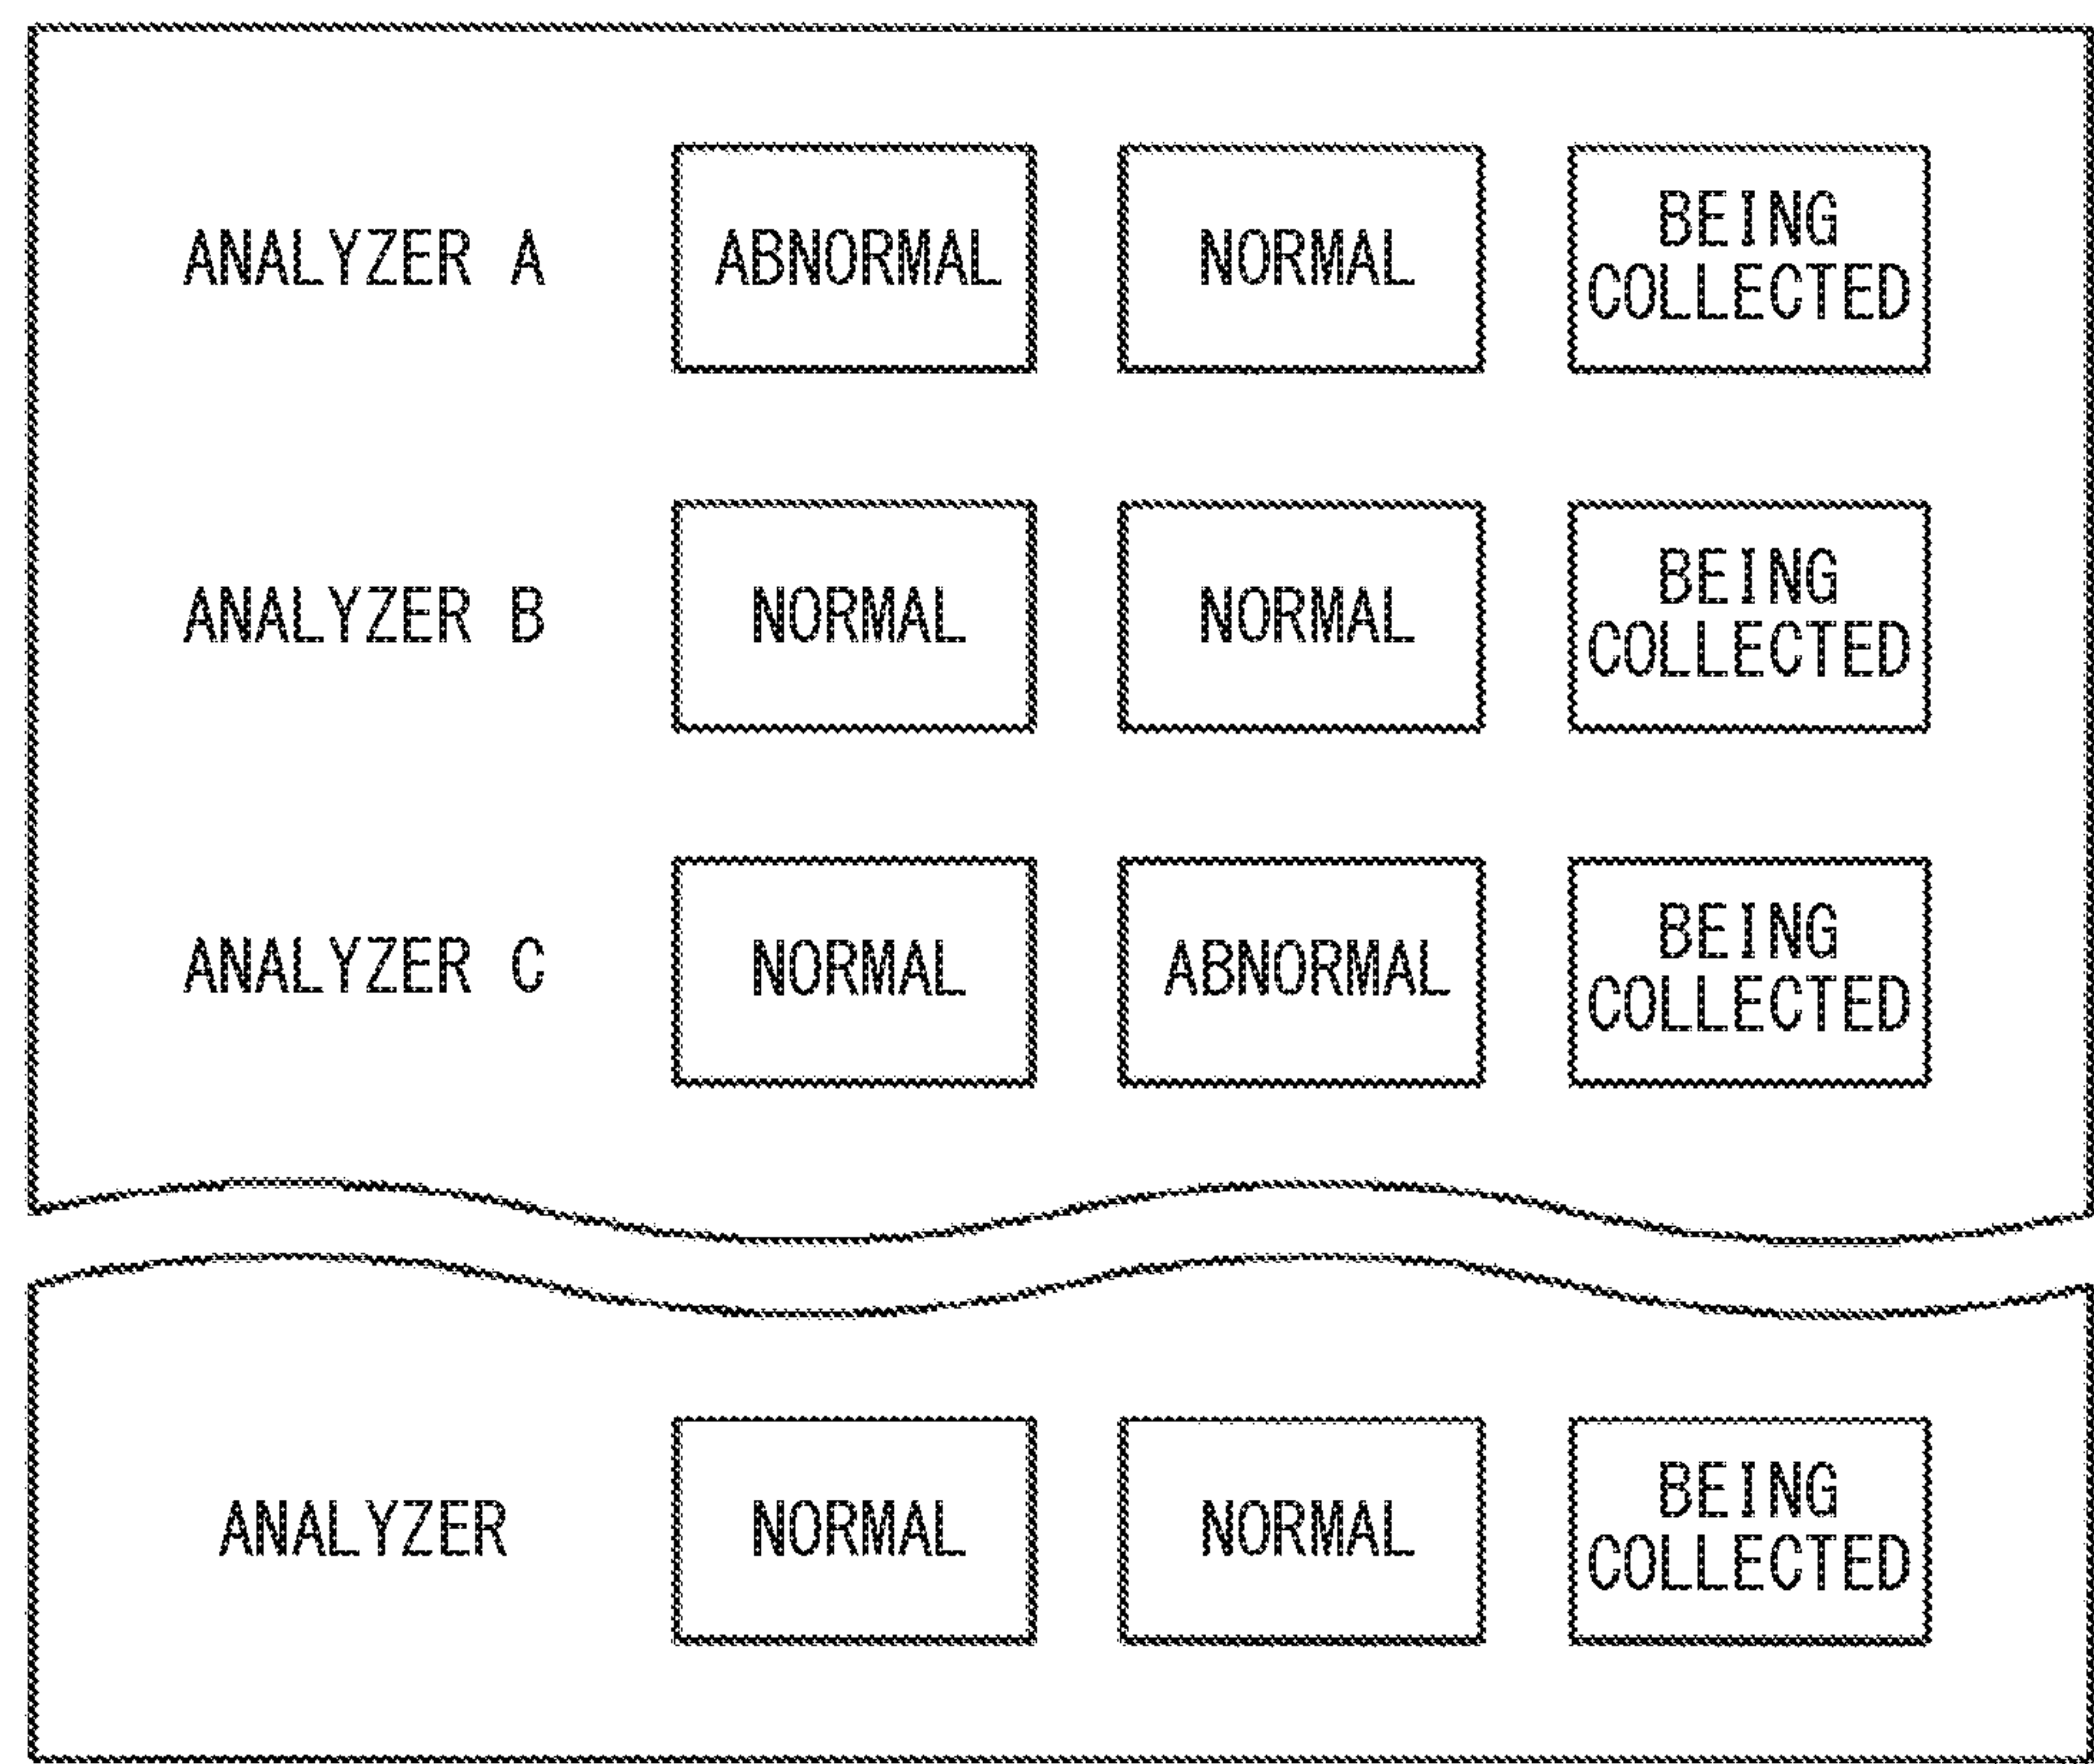 ANALYZER A ABNORMAL NORMAL BEING COLLECTED
ANALYZER B NORMAL NORMAL BEING COLLECTED
ANALYZER C NORMAL ABNORMAL BEING COLLECTED
ANALYZER NORMAL NORMAL BEING COLLECTED